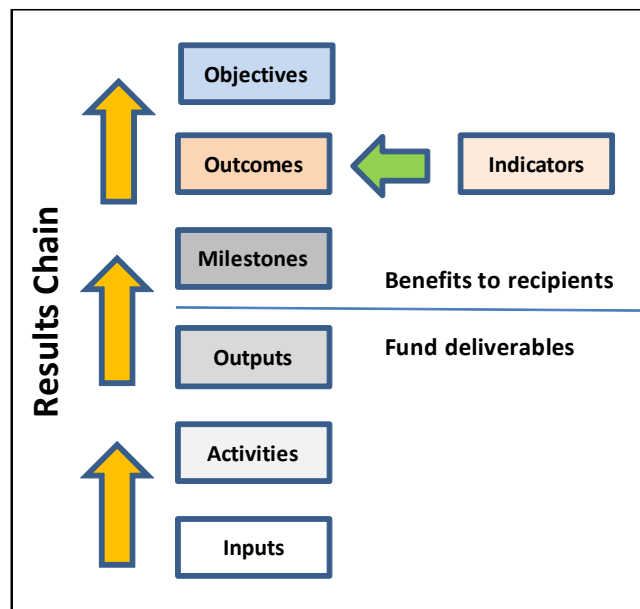 Objectives
Outcomes
Indicators
Milestones
Benefits to recipients
Fund deliverables
Outputs
Activities
Inputs
Results Chain